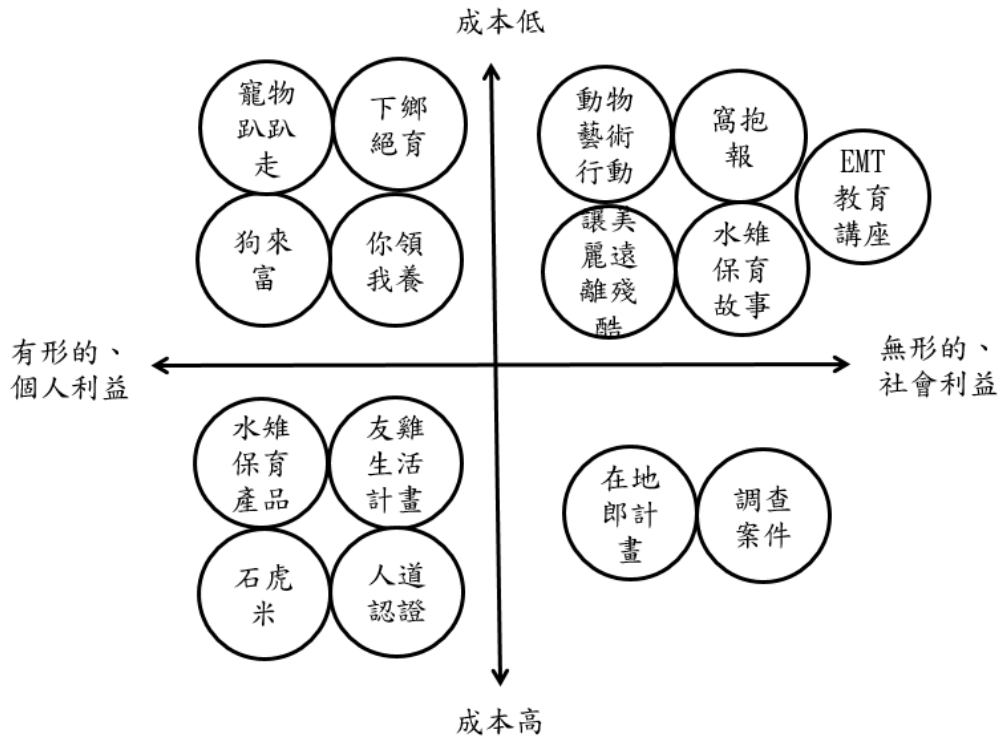 成本低
寵物
趴趴
走
下鄉
絕育
動物
藝術
行動
窩抱
報
EMT
教育
講座
狗來
富
你領
我養
讓美
麗遠
離殘
酷
水雉
保育
故事
有形的、
個人利益
無形的、
社會利益
水雉
保育
產品
友雞
生活
計畫
在地
郎計
畫
調查
案件
石虎
米
人道
認證
成本高